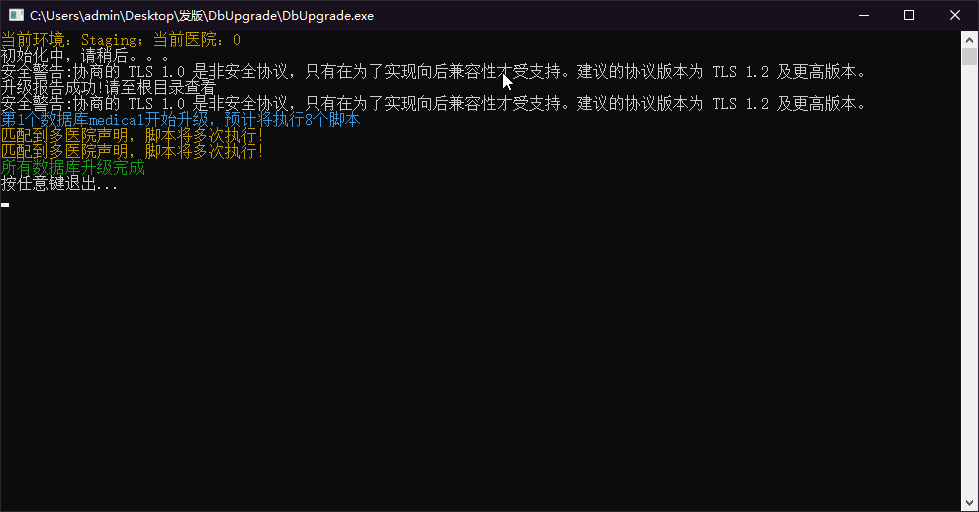 C:\Users\admin\Desktop\发版\DbUpgrade\DbUpgrade.exe
当前环境：Staging；当前医院：0
初始化中，请稍后。。。
安全警告:协商的 TLS 1.0 是非安全协议，只有在为了实现向后兼容性才受支持。建议的协议版本为 TLS 1.2 及更高版本。
升级报告成功!请至根目录查看
安全警告:协商的 TLS 1.0 是非安全协议，只有在为了实现向后兼容性才受支持。建议的协议版本为 TLS 1.2 及更高版本。
第1个数据库medical开始升级，预计将执行8个脚本
匹配到多医院声明，脚本将多次执行！
匹配到多医院声明，脚本将多次执行！
所有数据库升级完成
按任意键退出...